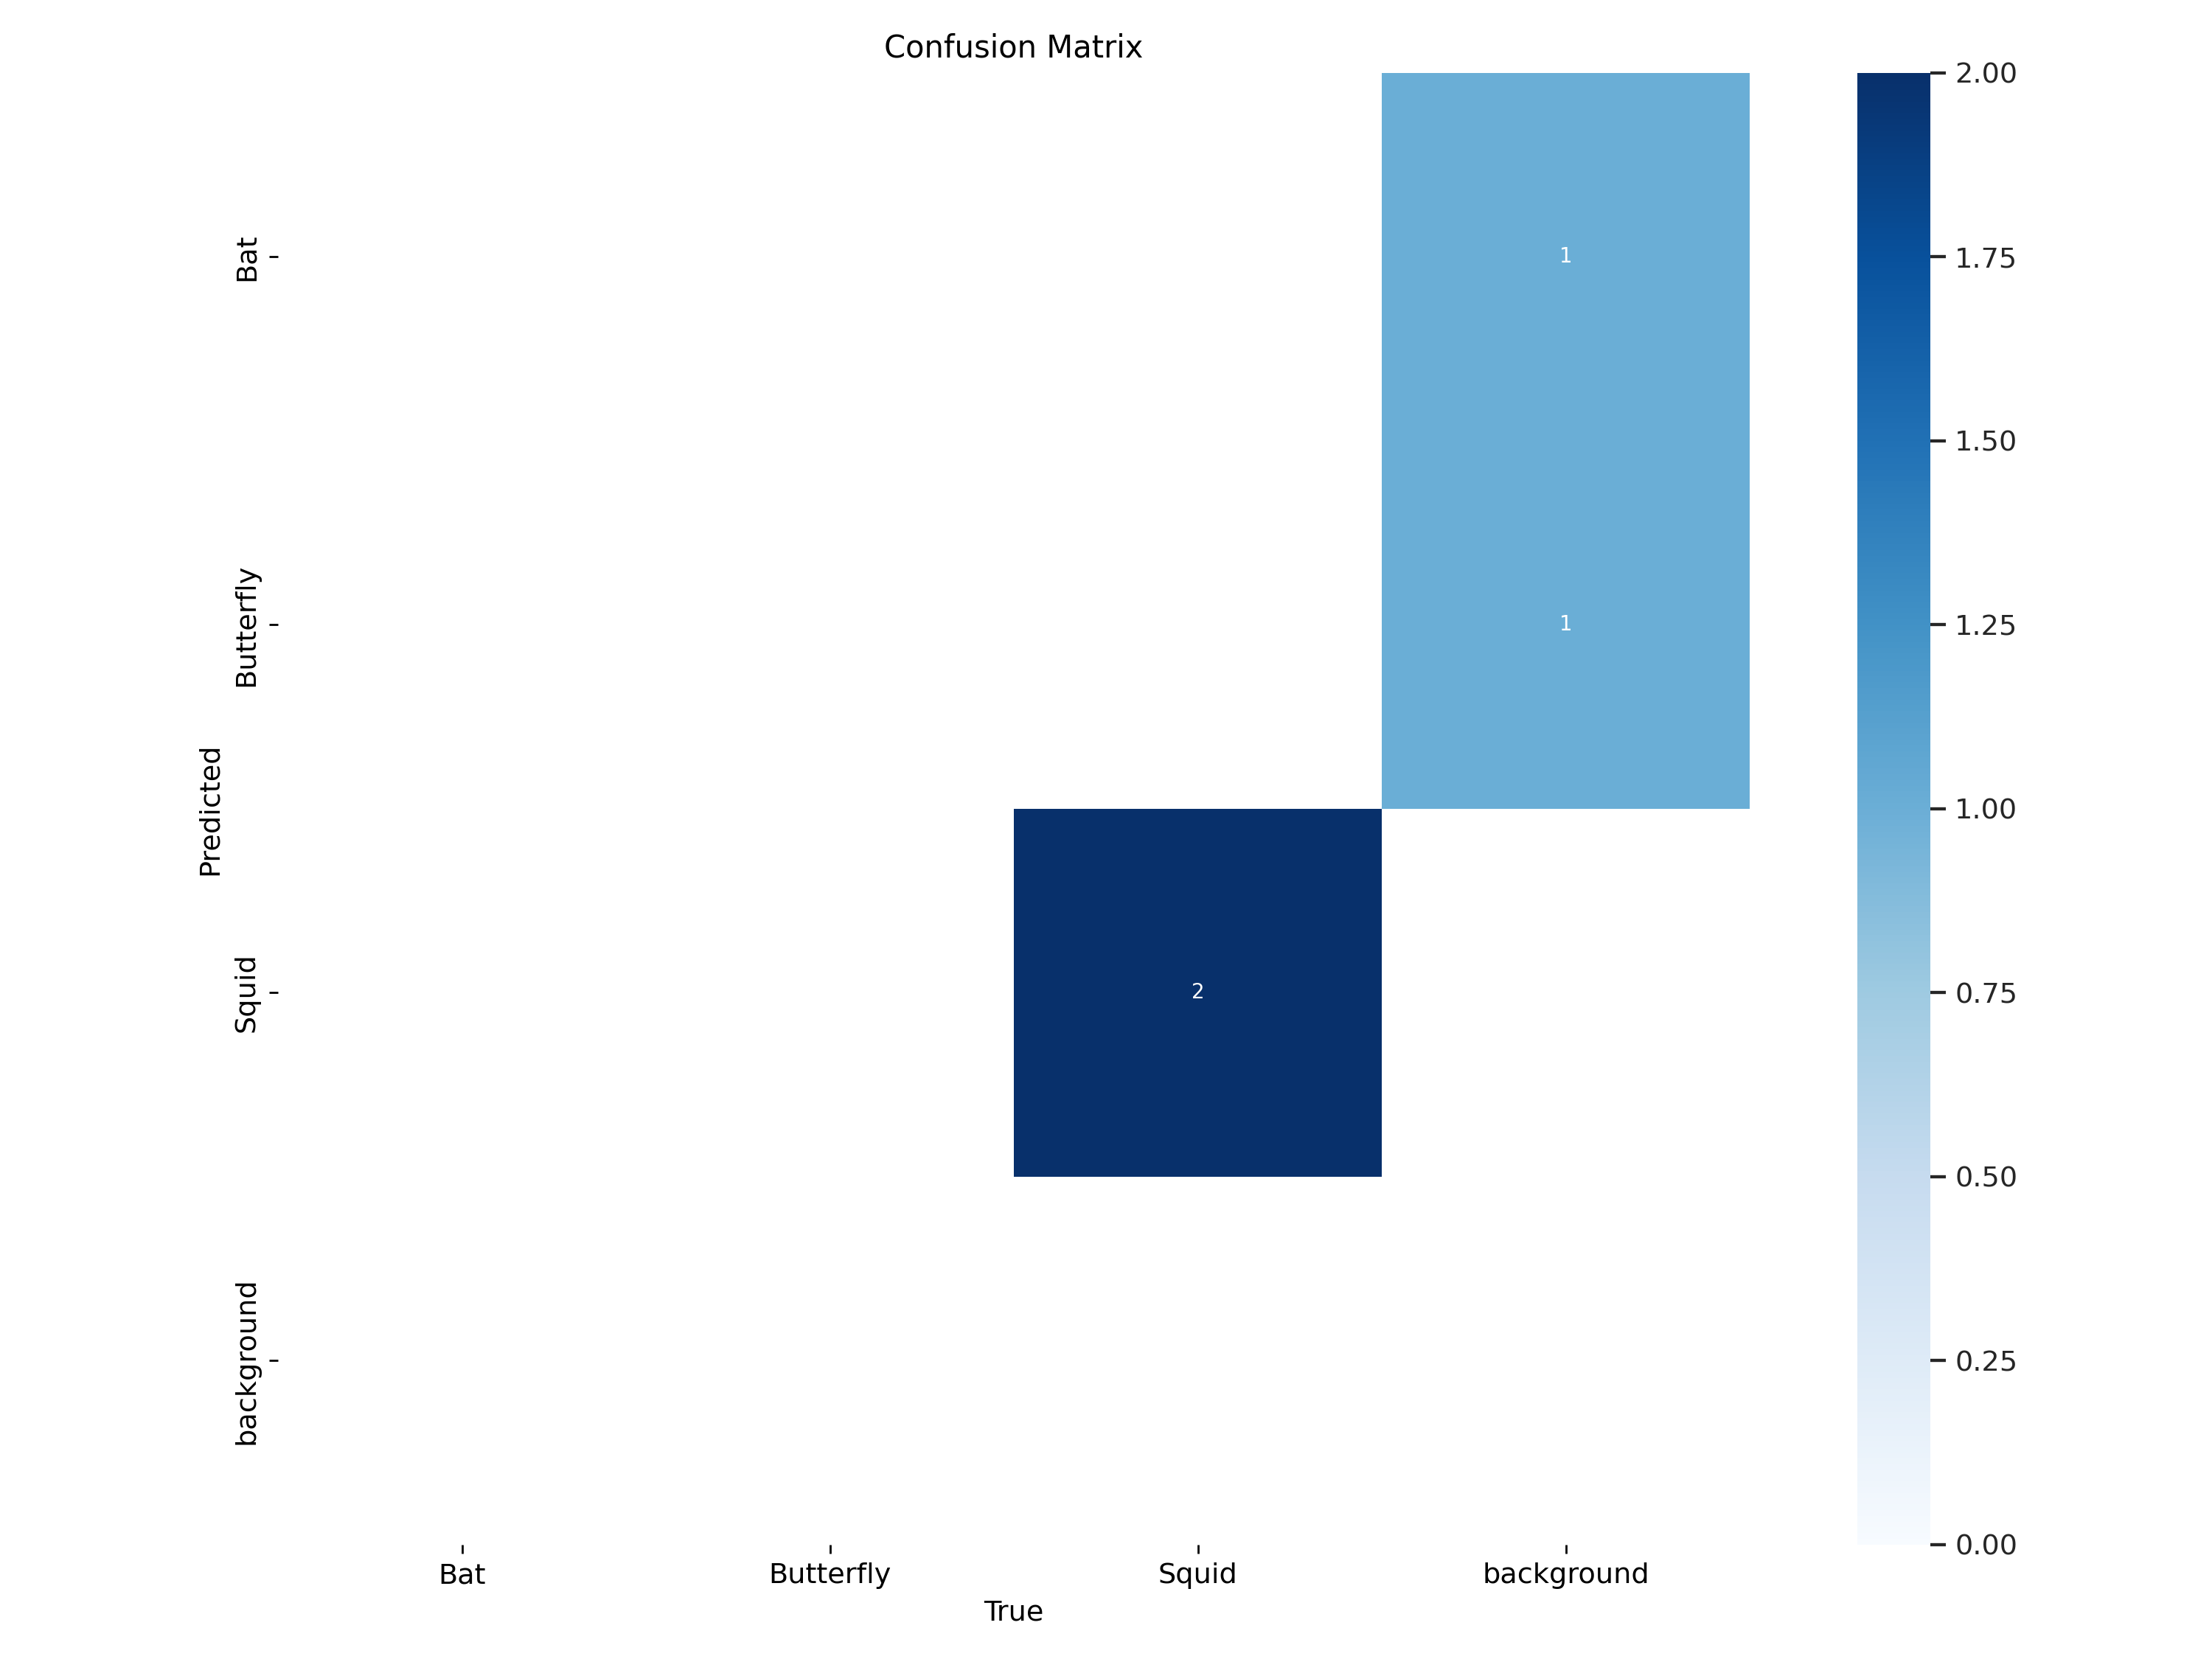 Confusion Matrix
Predicted
Bat
Butterfly
Squid
background
1
1
2
Bat Butterfly Squid background
True
2.00
1.75
1.50
1.25
1.00
0.75
0.50
0.25
0.00